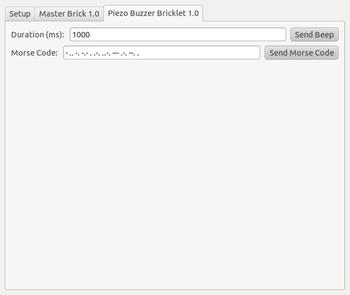 Setup Master Brick 1.0 Piezo Buzzer Bricklet 1.0
Duration (ms): 1000 Send Beep
Morse Code: - .. -. -.- . .-. ..-. --- .-. --. . Send Morse Code